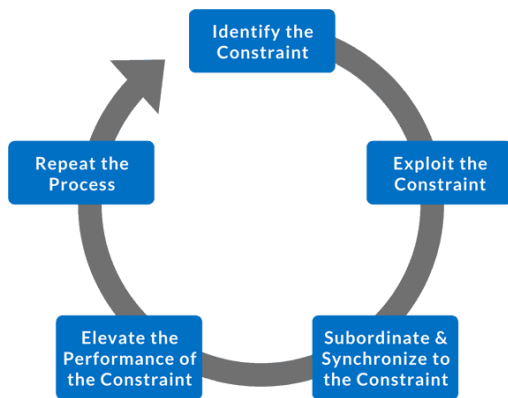 Identify the
Constraint
Exploit the
Constraint
Subordinate &
Synchronize to
the Constraint
Elevate the
Performance of
the Constraint
Repeat the
Process